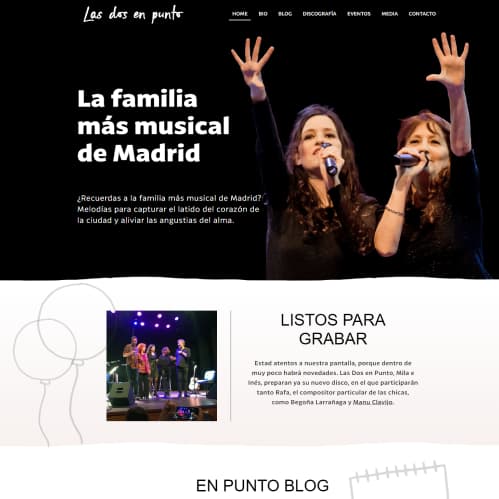 Las dos en punto
HOME BIO BLOG DISCOGRAFÍA EVENTOS MEDIA CONTACTO
La familia
más musical
de Madrid
¿Recuerdas a la familia más musical de Madrid?
Melodías para capturar el latido del corazón de
la ciudad y aliviar las angustias del alma.
LISTOS PARA
GRABAR
Estad atentos a nuestra pantalla, porque dentro de
muy poco habrá novedades. Las Dos en Punto, Mila e
Inés, preparan ya su nuevo disco, en el que participarán
tanto Rafa, el compositor particular de las chicas,
como Begoña Larrañaga y Manu Clavijo.
EN PUNTO BLOG